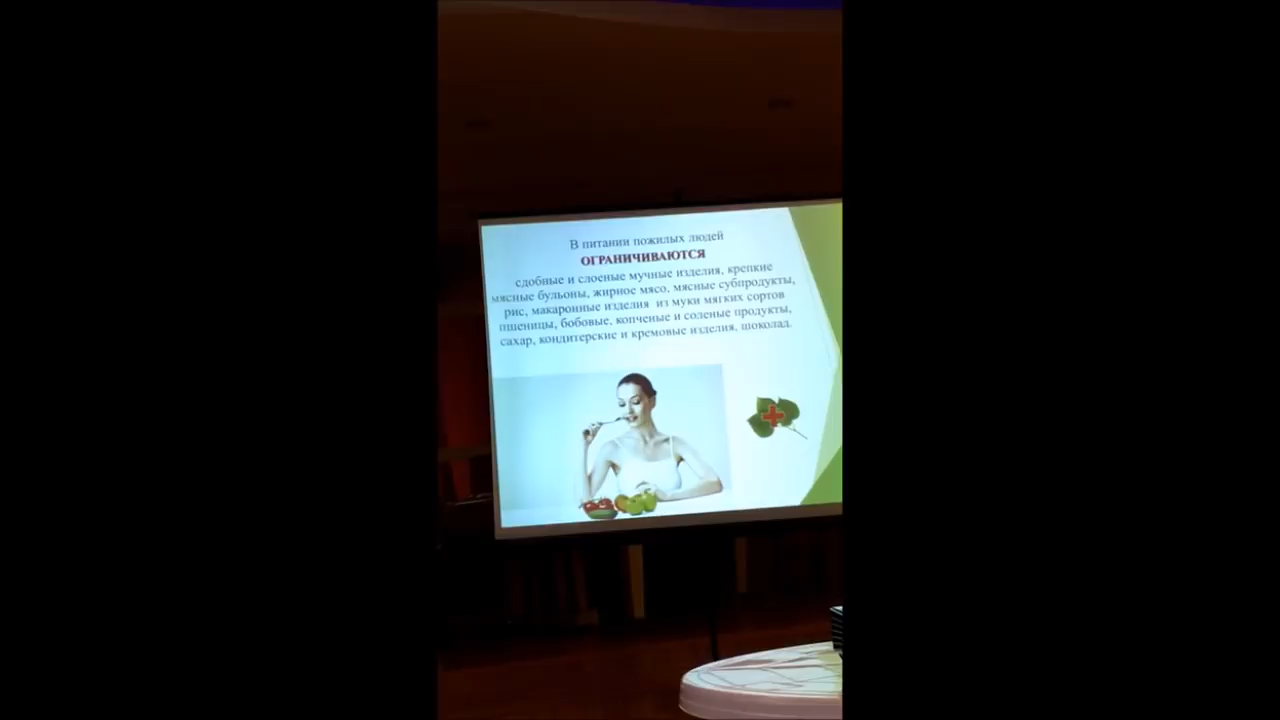 В питании пожилых людей
ОГРАНИЧИВАЮТСЯ
сдобные и слоеные мучные изделия, крепкие
мясные бульоны, жирное мясо, мясные субпродукты,
рис, макаронные изделия из муки мягких сортов
пшеницы, бобовые, копченые и соленые продукты,
сахар, кондитерские и кремовые изделия, шоколад.